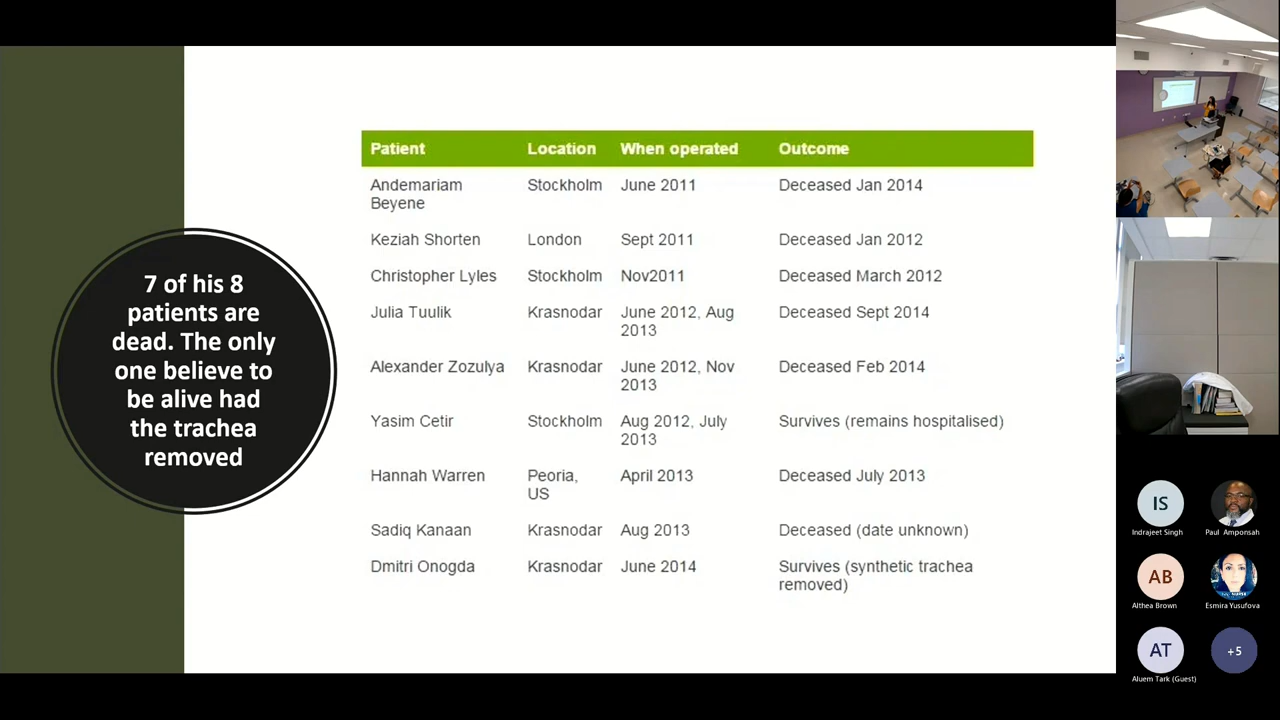 7 of his 8
patients are
dead. The only
one believe to
be alive had
the trachea
removed
Patient Location When operated Outcome
Andemariam Stockholm June 2011 Deceased Jan 2014
Beyene
Keziah Shorten London Sept 2011 Deceased Jan 2012
Christopher Lyles Stockholm Nov2011 Deceased March 2012
Julia Tuulik Krasnodar June 2012, Aug Deceased Sept 2014
2013
Alexander Zozulya Krasnodar June 2012, Nov Deceased Feb 2014
2013
Yasim Cetir Stockholm Aug 2012, July Survives (remains hospitalised)
2013
Hannah Warren Peoria, April 2013 Deceased July 2013
US
Sadiq Kanaan Krasnodar Aug 2013 Deceased (date unknown)
Dmitri Onogda Krasnodar June 2014 Survives (synthetic trachea
removed)
IS
Indrajeet Singh Paul Amponsah
AB
Althea Brown Esmira Yusufova
AT +5
Aluem Tark (Guest)